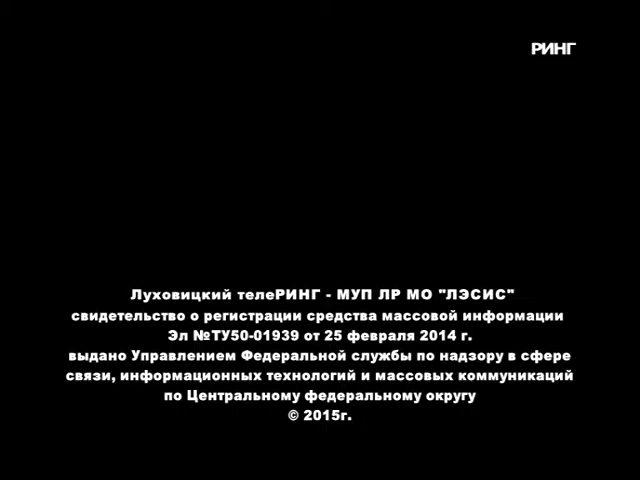 РИНГ
Луховицкий телеРИНГ - МУП ЛР МО "ЛЭСИС"
свидетельство о регистрации средства массовой информации
Эл №ТУ50-01939 от 25 февраля 2014 г.
выдано Управлением Федеральной службы по надзору в сфере
связи, информационных технологий и массовых коммуникаций
по Центральному федеральному округу
© 2015г.